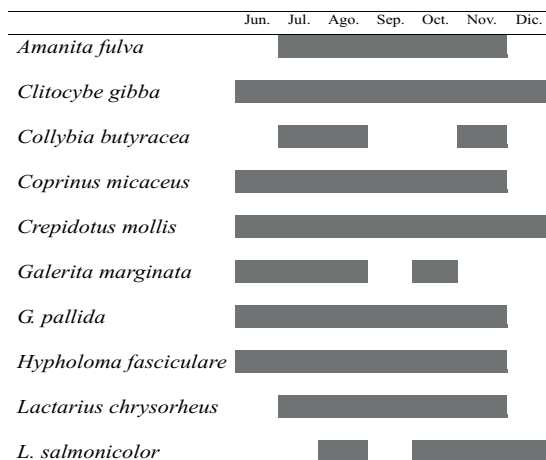 Jun. Jul. Ago. Sep. Oct. Nov. Dic.
Amanita fulva
Clitocybe gibba
Collybia butyracea
Coprinus micaceus
Crepidotus mollis
Galerita marginata
G. pallida
Hypholoma fasciculare
Lactarius chrysorheus
L. salmonicolor